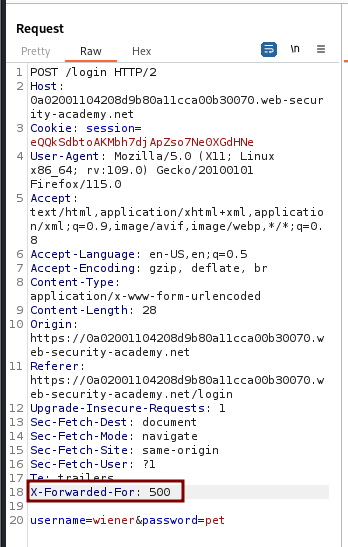 Request
Pretty Raw Hex \n
1 POST /login HTTP/2
2 Host:
0a02001104208d9b80a11cca00b30070.web-secur
ity-academy.net
3 Cookie: session=
eQQkSdbtoAKMbh7djApZso7Ne0XGdHNe
4 User-Agent: Mozilla/5.0 (X11; Linux
x86_64; rv:109.0) Gecko/20100101
Firefox/115.0
5 Accept:
text/html,application/xhtml+xml,applicatio
n/xml;q=0.9,image/avif,image/webp,*/*;q=0.
8
6 Accept-Language: en-US,en;q=0.5
7 Accept-Encoding: gzip, deflate, br
8 Content-Type:
application/x-www-form-urlencoded
9 Content-Length: 28
10 Origin:
https://0a02001104208d9b80a11cca00b30070.w
eb-security-academy.net
11 Referer:
https://0a02001104208d9b80a11cca00b30070.w
eb-security-academy.net/login
12 Upgrade-Insecure-Requests: 1
13 Sec-Fetch-Dest: document
14 Sec-Fetch-Mode: navigate
15 Sec-Fetch-Site: same-origin
16 Sec-Fetch-User: ?1
17 Te: trailers
18 X-Forwarded-For: 500
19
20 username=wiener&password=pet